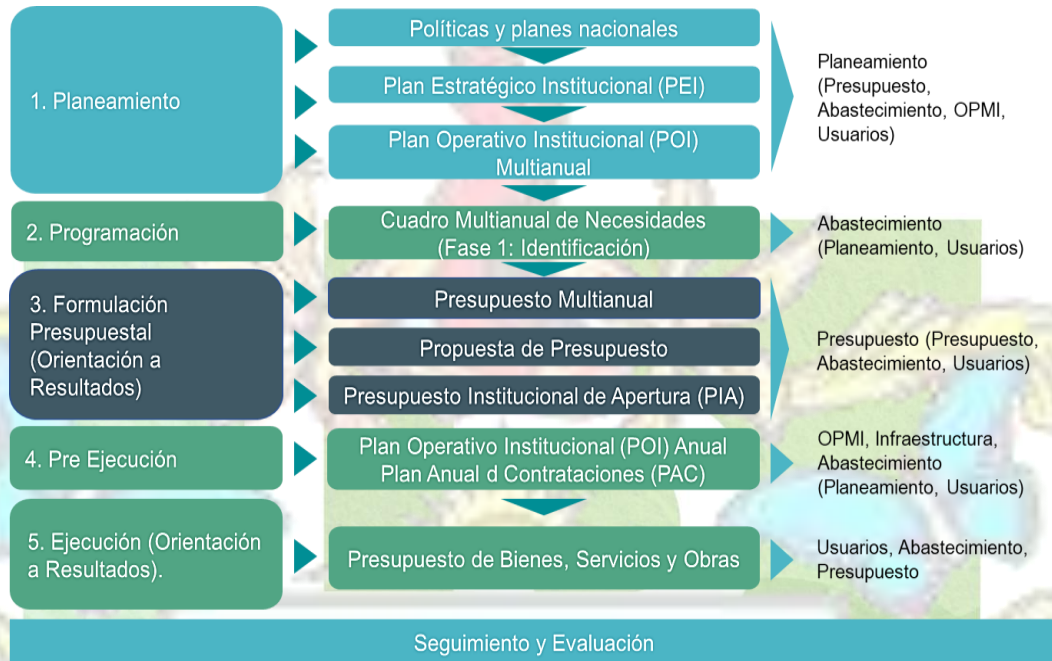 1. Planeamiento
Políticas y planes nacionales
Plan Estratégico Institucional (PEI)
Plan Operativo Institucional (POI)
Multianual
Planeamiento
(Presupuesto,
Abastecimiento, OPMI,
Usuarios)
2. Programación
Cuadro Multianual de Necesidades
(Fase 1: Identificación)
Abastecimiento
(Planeamiento, Usuarios)
3. Formulación
Presupuestal
(Orientación a
Resultados)
Presupuesto Multianual
Propuesta de Presupuesto
Presupuesto Institucional de Apertura (PIA)
Presupuesto (Presupuesto,
Abastecimiento, Usuarios)
4. Pre Ejecución
Plan Operativo Institucional (POI) Anual
Plan Anual d Contrataciones (PAC)
OPMI, Infraestructura,
Abastecimiento
(Planeamiento, Usuarios)
5. Ejecución (Orientación
a Resultados).
Presupuesto de Bienes, Servicios y Obras
Usuarios, Abastecimiento,
Presupuesto
Seguimiento y Evaluación